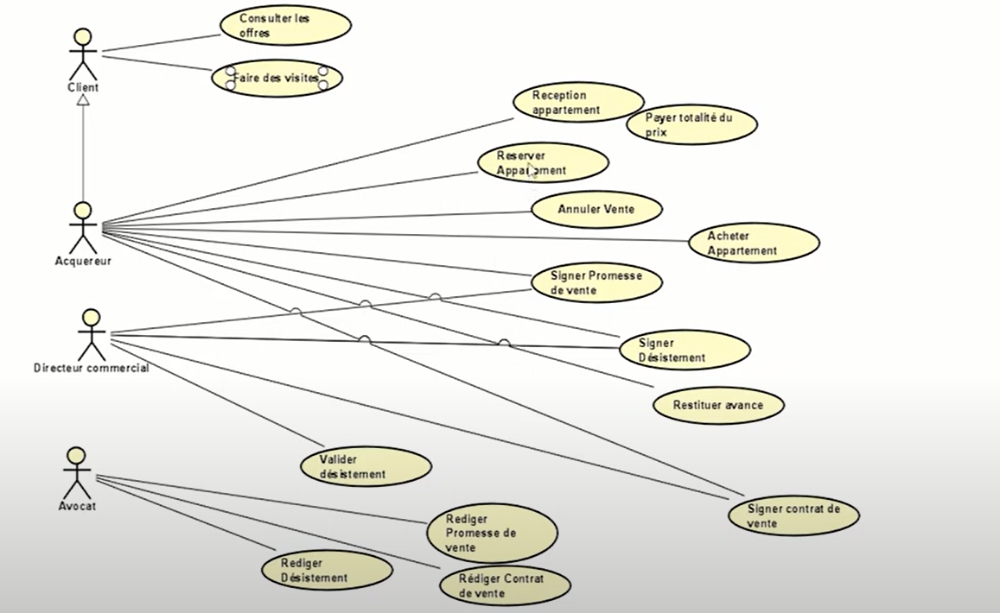 Consulter les
offres
Client
Faire des visites
Reception
appartement
Payer totalité du
prix
Reserver
Appartement
Annuler Vente
Acquereur
Acheter
Appartement
Signer Promesse
de vente
Directeur commercial
Signer
Désistement
Restituer avance
Valider
désistement
Avocat
Signer contrat de
vente
Rediger
Promesse de
vente
Rediger
Désistement
Rédiger Contrat
de vente